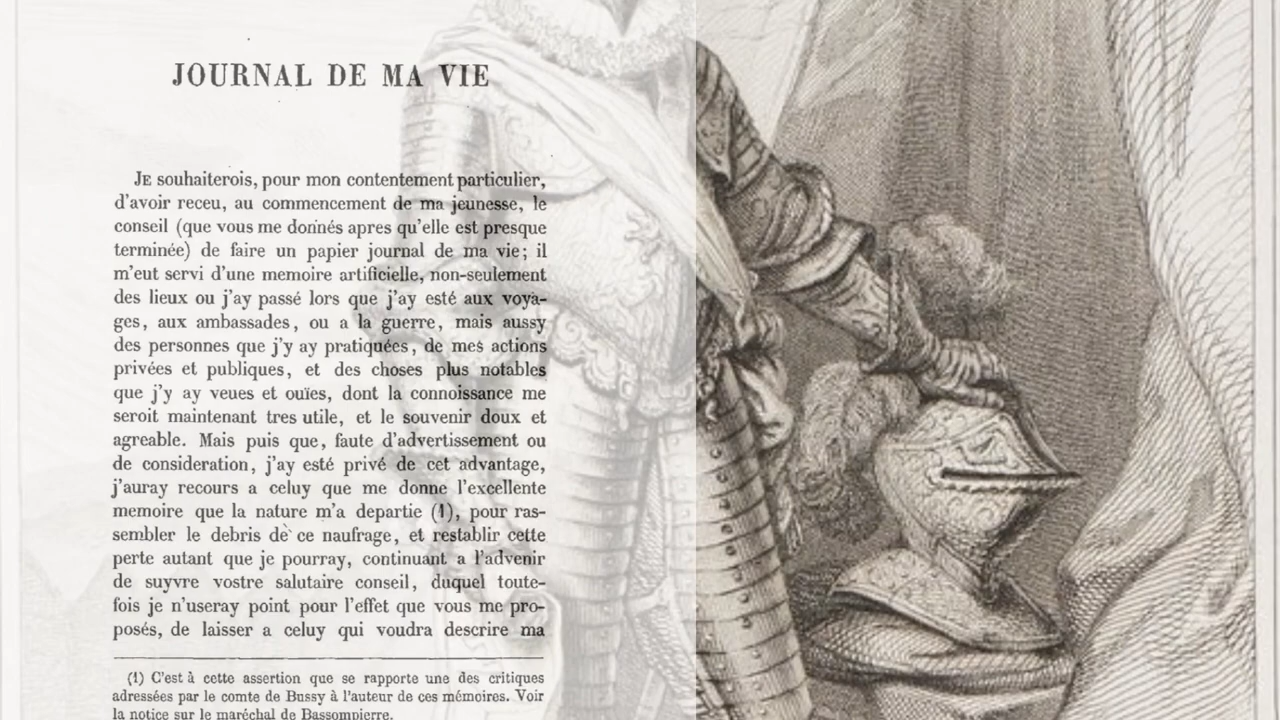 JOURNAL DE MA VIE
JE souhaiterois, pour mon contentement particulier,
d'avoir receu, au commencement de ma jeunesse, le
conseil (que vous me donnés apres qu'elle est presque
terminée) de faire un papier journal de ma vie; il
m'eut servi d'une memoire artificielle, non-seulement
des lieux ou j'ay passé lors que j'ay esté aux voya-
ges, aux ambassades, ou a la guerre, mais aussy
des personnes que j'y ay pratiquées, de mes actions
privées et publiques, et des choses plus notables
que j'y ay veues et ouïes, dont la connoissance me
seroit maintenant tres utile, et le souvenir doux et
agreable. Mais puis que, faute d'advertissement ou
de consideration, j'ay esté privé de cet advantage,
j'auray recours a celuy que me donne l'excellente
memoire que la nature m'a departie (1), pour ras-
sembler le debris de ce naufrage, et restablir cette
perte autant que je pourray, continuant a l'advenir
de suyvre vostre salutaire conseil, duquel toute-
fois je n'useray point pour l'effet que vous me pro-
posés, de laisser a celuy qui voudra descrire ma
(1) C'est à cette assertion que se rapporte une des critiques
adressées par le comte de Bussy à l'auteur de ces mémoires. Voir
la notice sur le maréchal de Bassompierre.